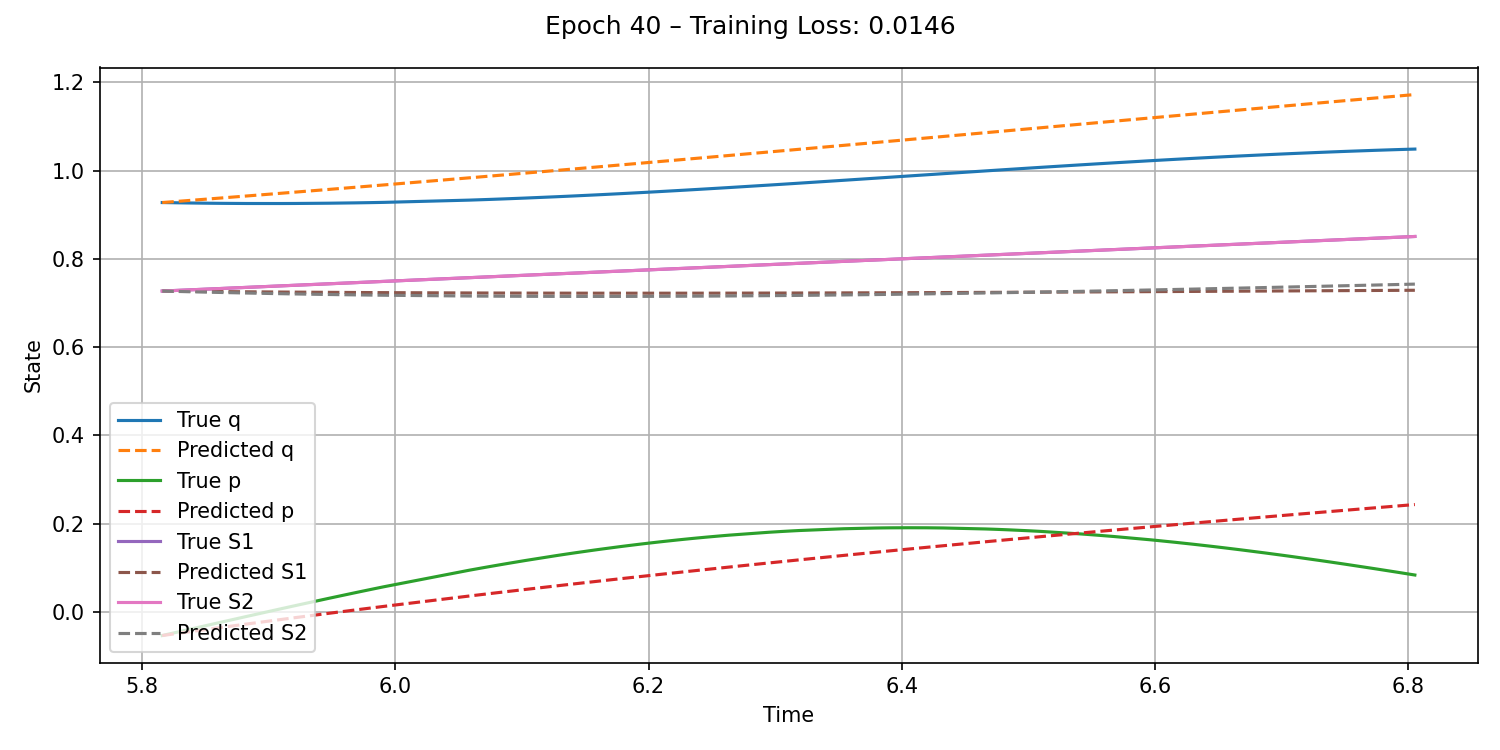 Epoch 40 – Training Loss: 0.0146
1.2
1.0
0.8
0.6
0.4
0.2
0.0
State
True q
Predicted q
True p
Predicted p
True S1
Predicted S1
True S2
Predicted S2
5.8 6.0 6.2 6.4 6.6 6.8
Time